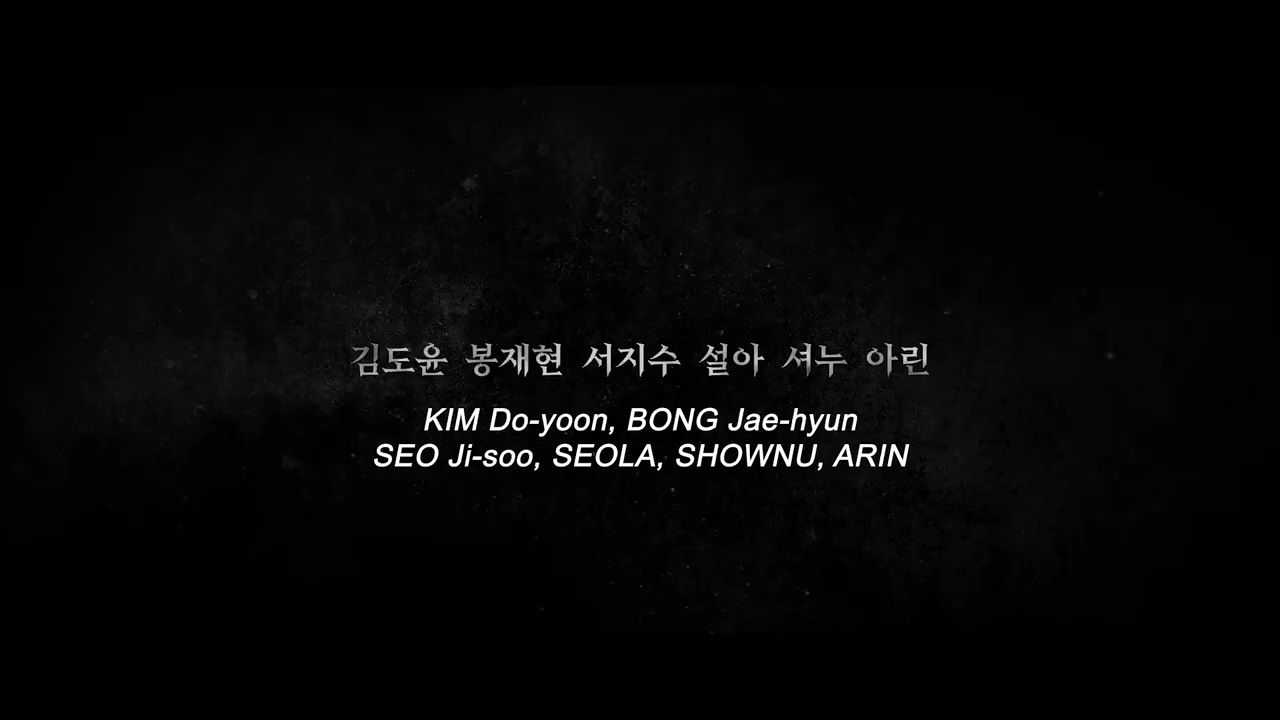 김도윤 봉재현 서지수 설아 셔누 아린
KIM Do-yoon, BONG Jae-hyun
SEO Ji-soo, SEOLA, SHOWNU, ARIN